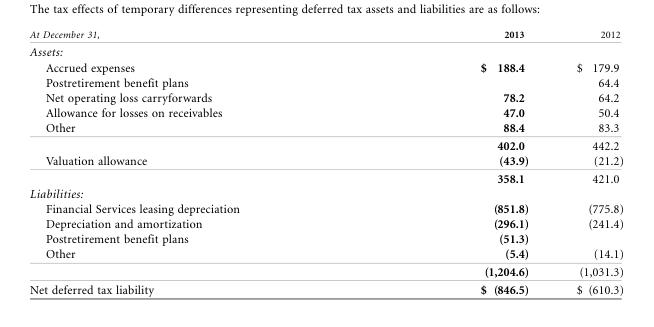 The tax effects of temporary differences representing deferred tax assets and liabilities are as follows:
At December 31, 2013 2012
Assets:
Accrued expenses $ 188.4 $ 179.9
Postretirement benefit plans 64.4
Net operating loss carryforwards 78.2 64.2
Allowance for losses on receivables 47.0 50.4
Other 88.4 83.3
402.0 442.2
Valuation allowance (43.9) (21.2)
358.1 421.0
Liabilities:
Financial Services leasing depreciation (851.8) (775.8)
Depreciation and amortization (296.1) (241.4)
Postretirement benefit plans (51.3)
Other (5.4) (14.1)
(1,204.6) (1,031.3)
Net deferred tax liability $ (846.5) $ (610.3)